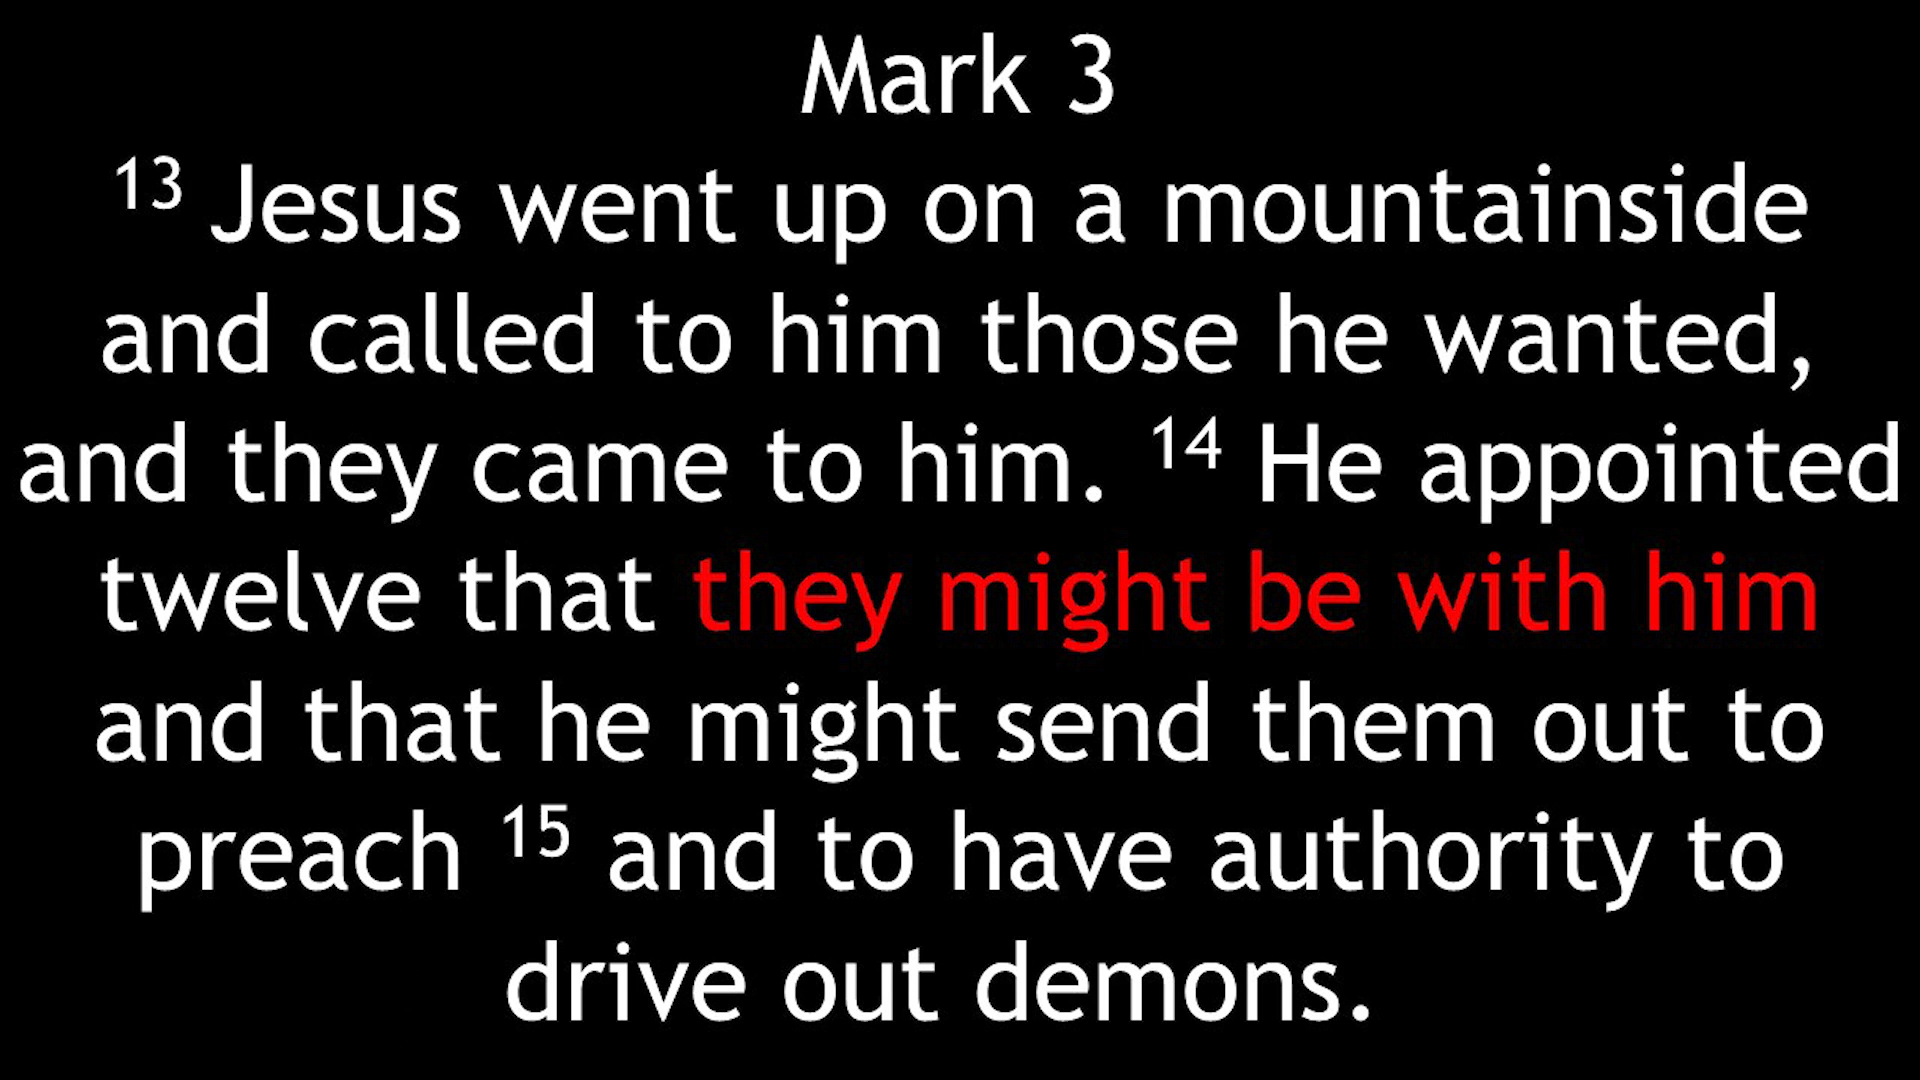 Mark 3
13 Jesus went up on a mountainside
and called to him those he wanted,
and they came to him. 14 He appointed
twelve that they might be with him
and that he might send them out to
preach 15 and to have authority to
drive out demons.